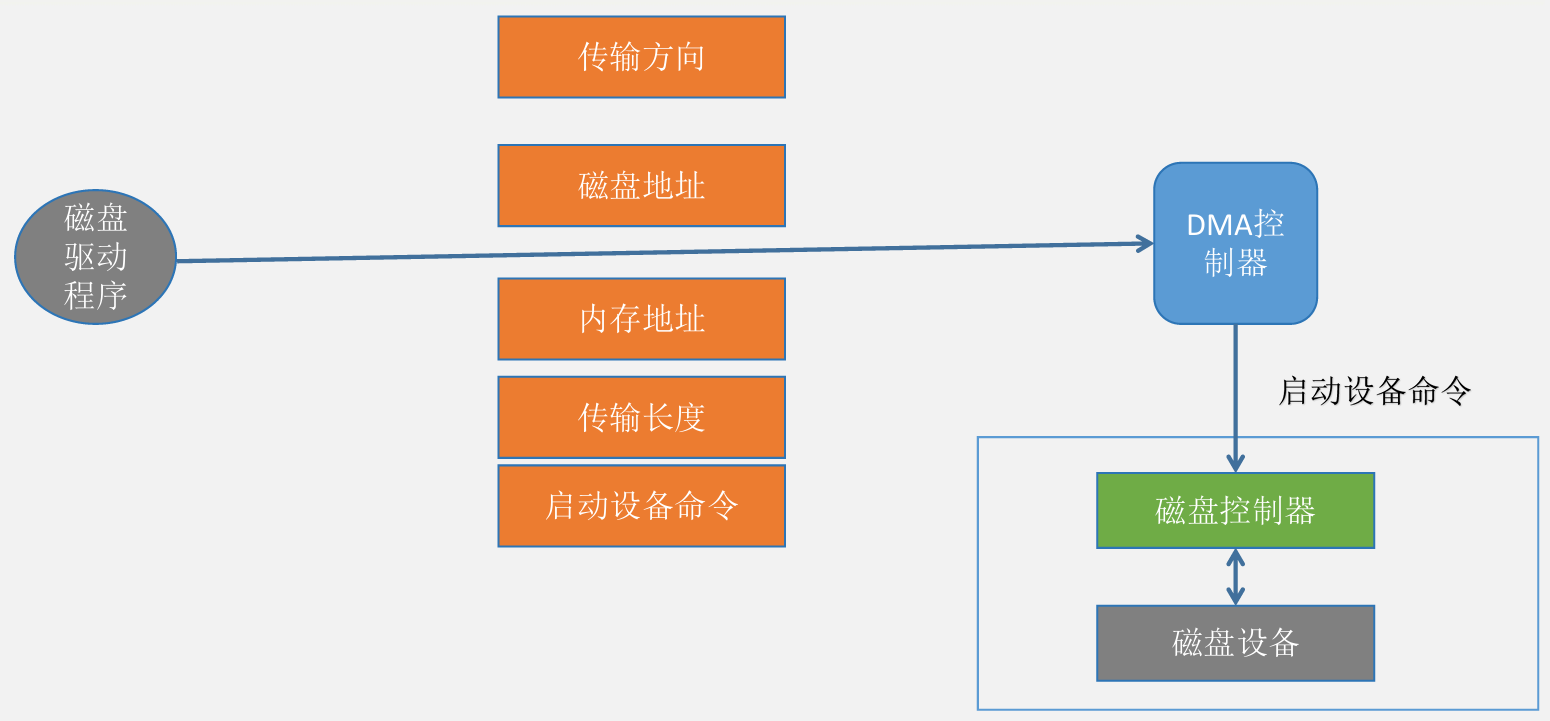 传输方向
磁盘地址
磁盘
驱动
程序
DMA控
制器
内存地址
传输长度
启动设备命令
启动设备命令
磁盘控制器
磁盘设备